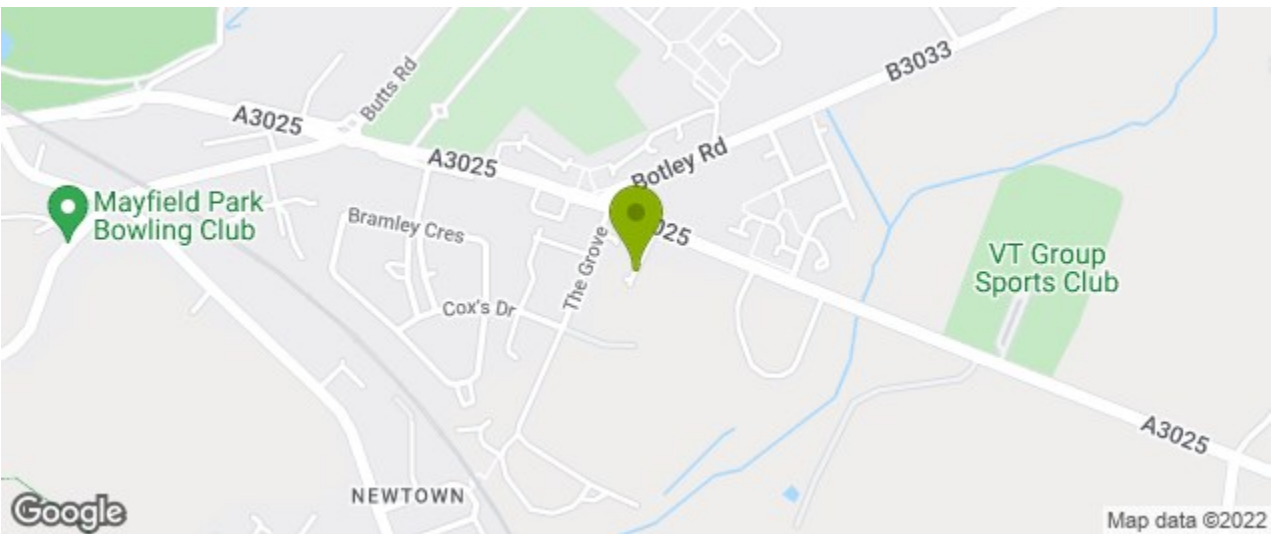 B3033
Butts Rd
A3025
A3025
Botley Rd
Mayfield Park
Bowling Club
Bramley Cres
The Grove
025
VT Group
Sports Club
Cox's Dr
A3025
NEWTOWN
Google
Map data ©2022